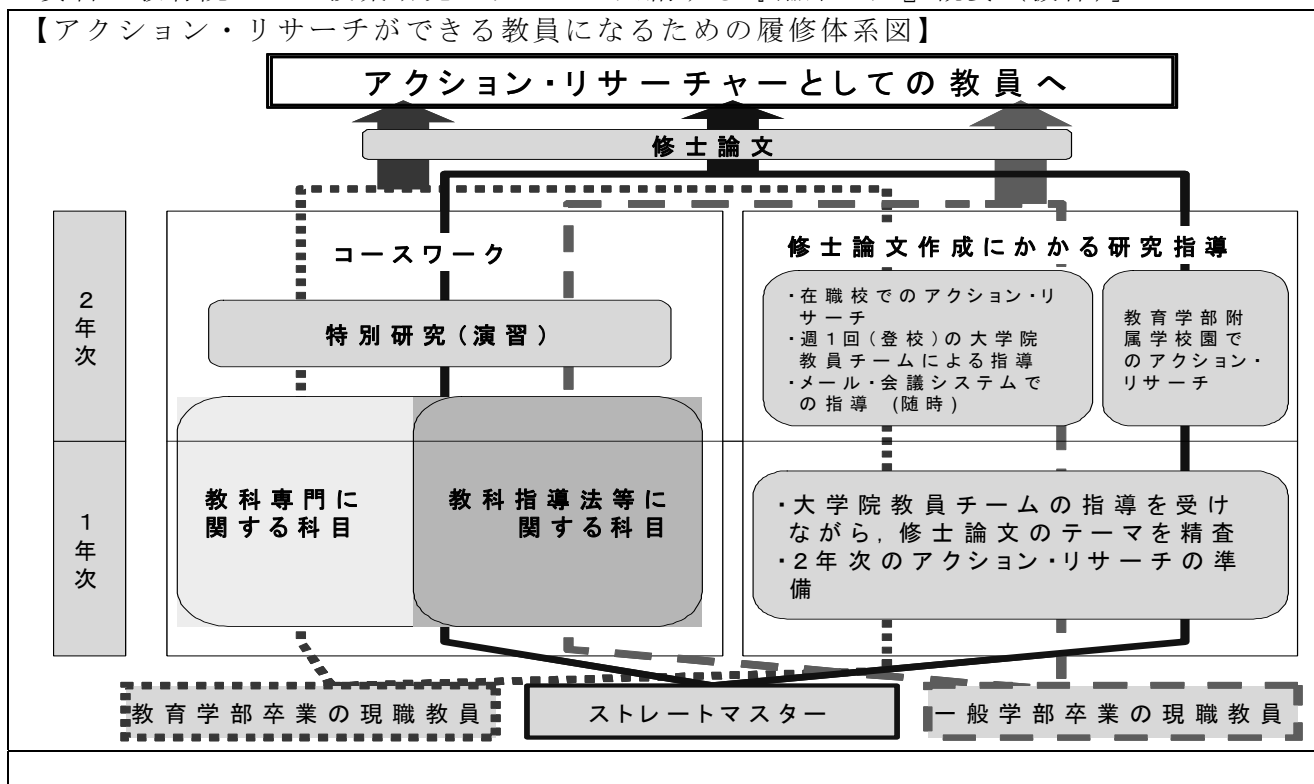 【アクション・リサーチができる教員になるための履修体系図】
アクション・リサーチャーとしての教員へ
修士論文
コースワーク
修士論文作成にかかる研究指導
2年次
特別研究(演習)
・在職校でのアクション・リ
サーチ
・週1回(登校)の大学院
教員チームによる指導
・メール・会議システムで
の指導 (随時)
教育学部附
属学校園で
のアクション・
リサーチ
1年次
教科専門に
関する科目
教科指導法等に
関する科目
・大学院教員チームの指導を受け
ながら,修士論文のテーマを精査
・2年次のアクション・リサーチの準
備
教育学部卒業の現職教員
ストレートマスター
一般学部卒業の現職教員